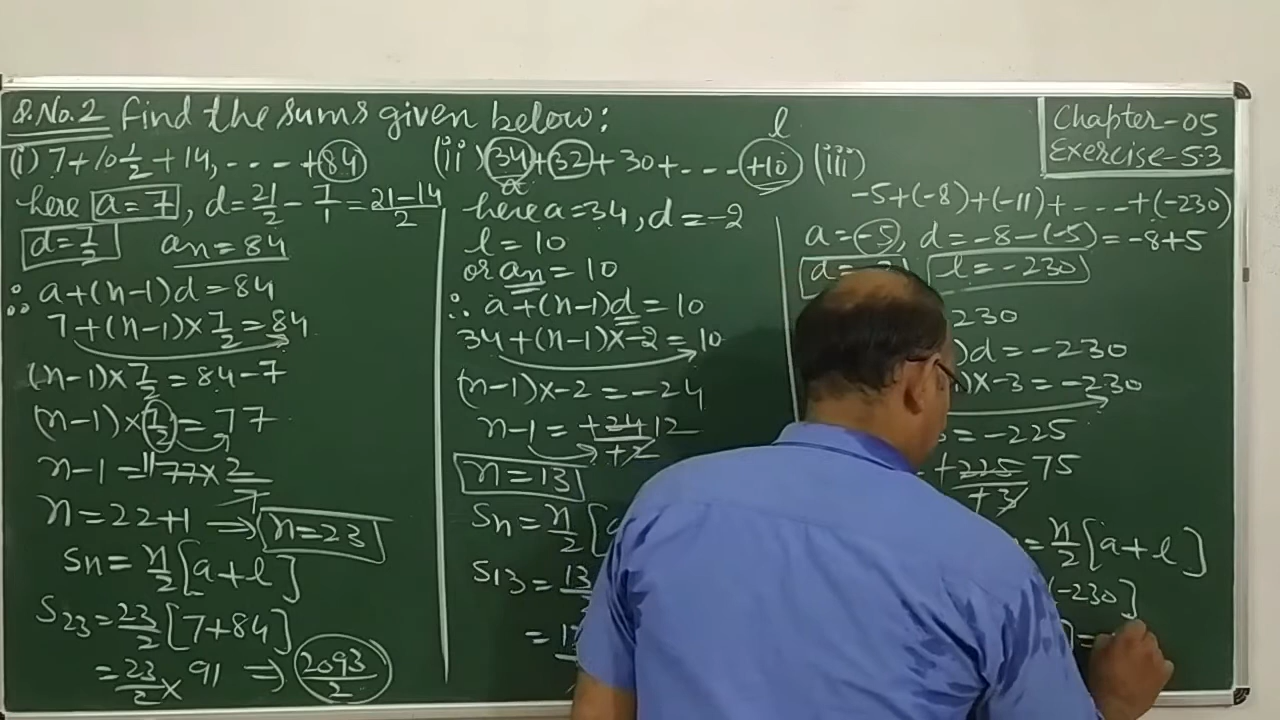 Q.No.2 Find the sums given below:
Chapter-05
Exercise-5.3
(i) 7+10 1/2+14,----+84
here a=7, d=21/2-7/1=21-14/2
d=7/2 an=84
∴ a+(n-1)d=84
7+(n-1)×7/2=84
(n-1)×7/2=84-7
(n-1)×7/2=77
n-1=11 77×2/7
n=22+1 → n=23
Sn=n/2[a+l]
S23=23/2[7+84]
=23/2×91 ⇒ 2093/2
l
(ii) 34+32+30+----+10
a
here a=34, d=-2
l=10
or an=10
∴ a+(n-1)d=10
34+(n-1)×-2=10
(n-1)×-2=-24
n-1=+24/+2 12
n=13
Sn=n/2[a
S13=13/2
(iii)
-5+(-8)+(-11)+----+(-230)
a=-5, d=-8-(-5)=-8+5
d= l=-230
230
)d=-230
)×-3=-230
=-225
+225/+3 75
=n/2[a+l]
(-230]
=